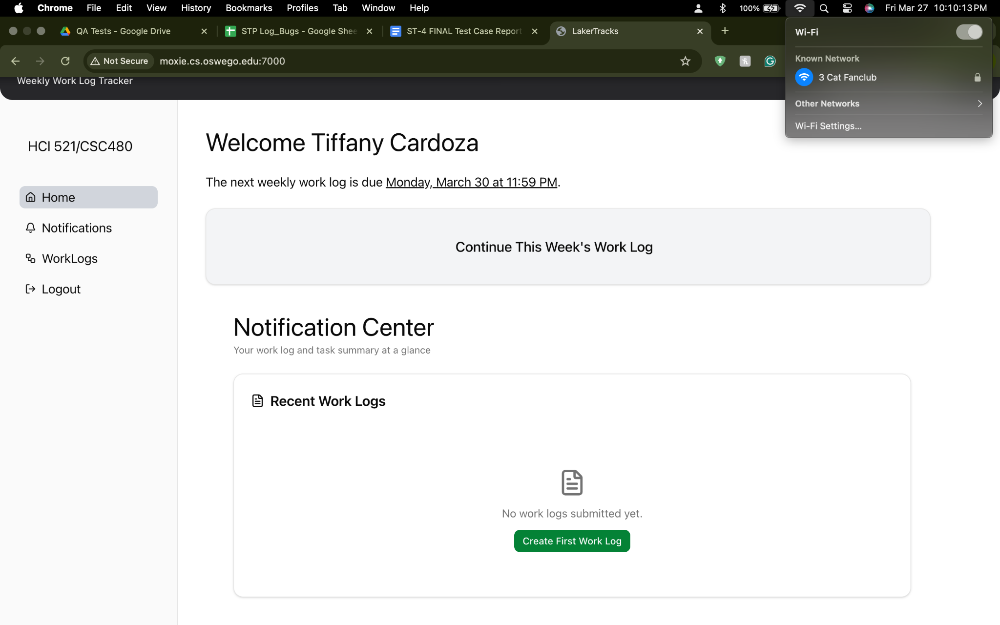 Chrome File Edit View History Bookmarks Profiles Tab Window Help 100% Fri Mar 27 10:10:13 PM
QA Tests - Google Drive STP Log_Bugs - Google Shee ST-4 FINAL Test Case Report LakerTracks
Not Secure moxie.cs.oswego.edu:7000
Wi-Fi
Known Network
3 Cat Fanclub
Other Networks
Wi-Fi Settings...
Weekly Work Log Tracker
HCI 521/CSC480
Home
Notifications
WorkLogs
Logout
Welcome Tiffany Cardoza
The next weekly work log is due Monday, March 30 at 11:59 PM.
Continue This Week's Work Log
Notification Center
Your work log and task summary at a glance
Recent Work Logs
No work logs submitted yet.
Create First Work Log